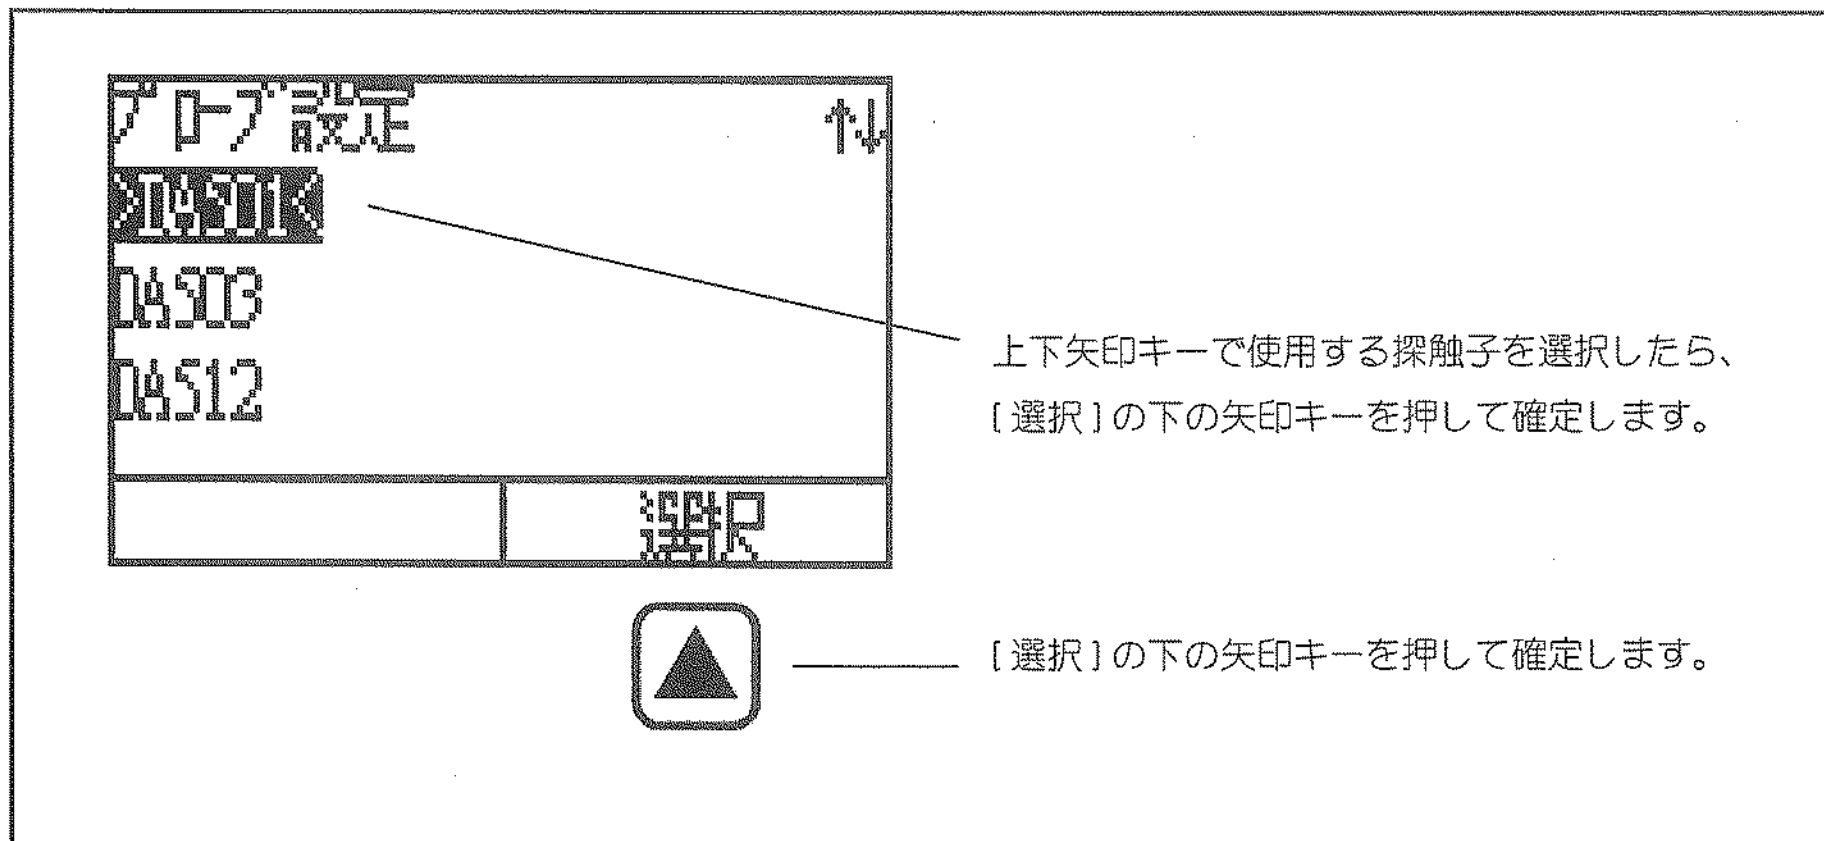 プローブ設定 ↑↓
>DA501<
DA503
DA512
選択
上下矢印キーで使用する探触子を選択したら、
[選択]の下の矢印キーを押して確定します。
[選択]の下の矢印キーを押して確定します。